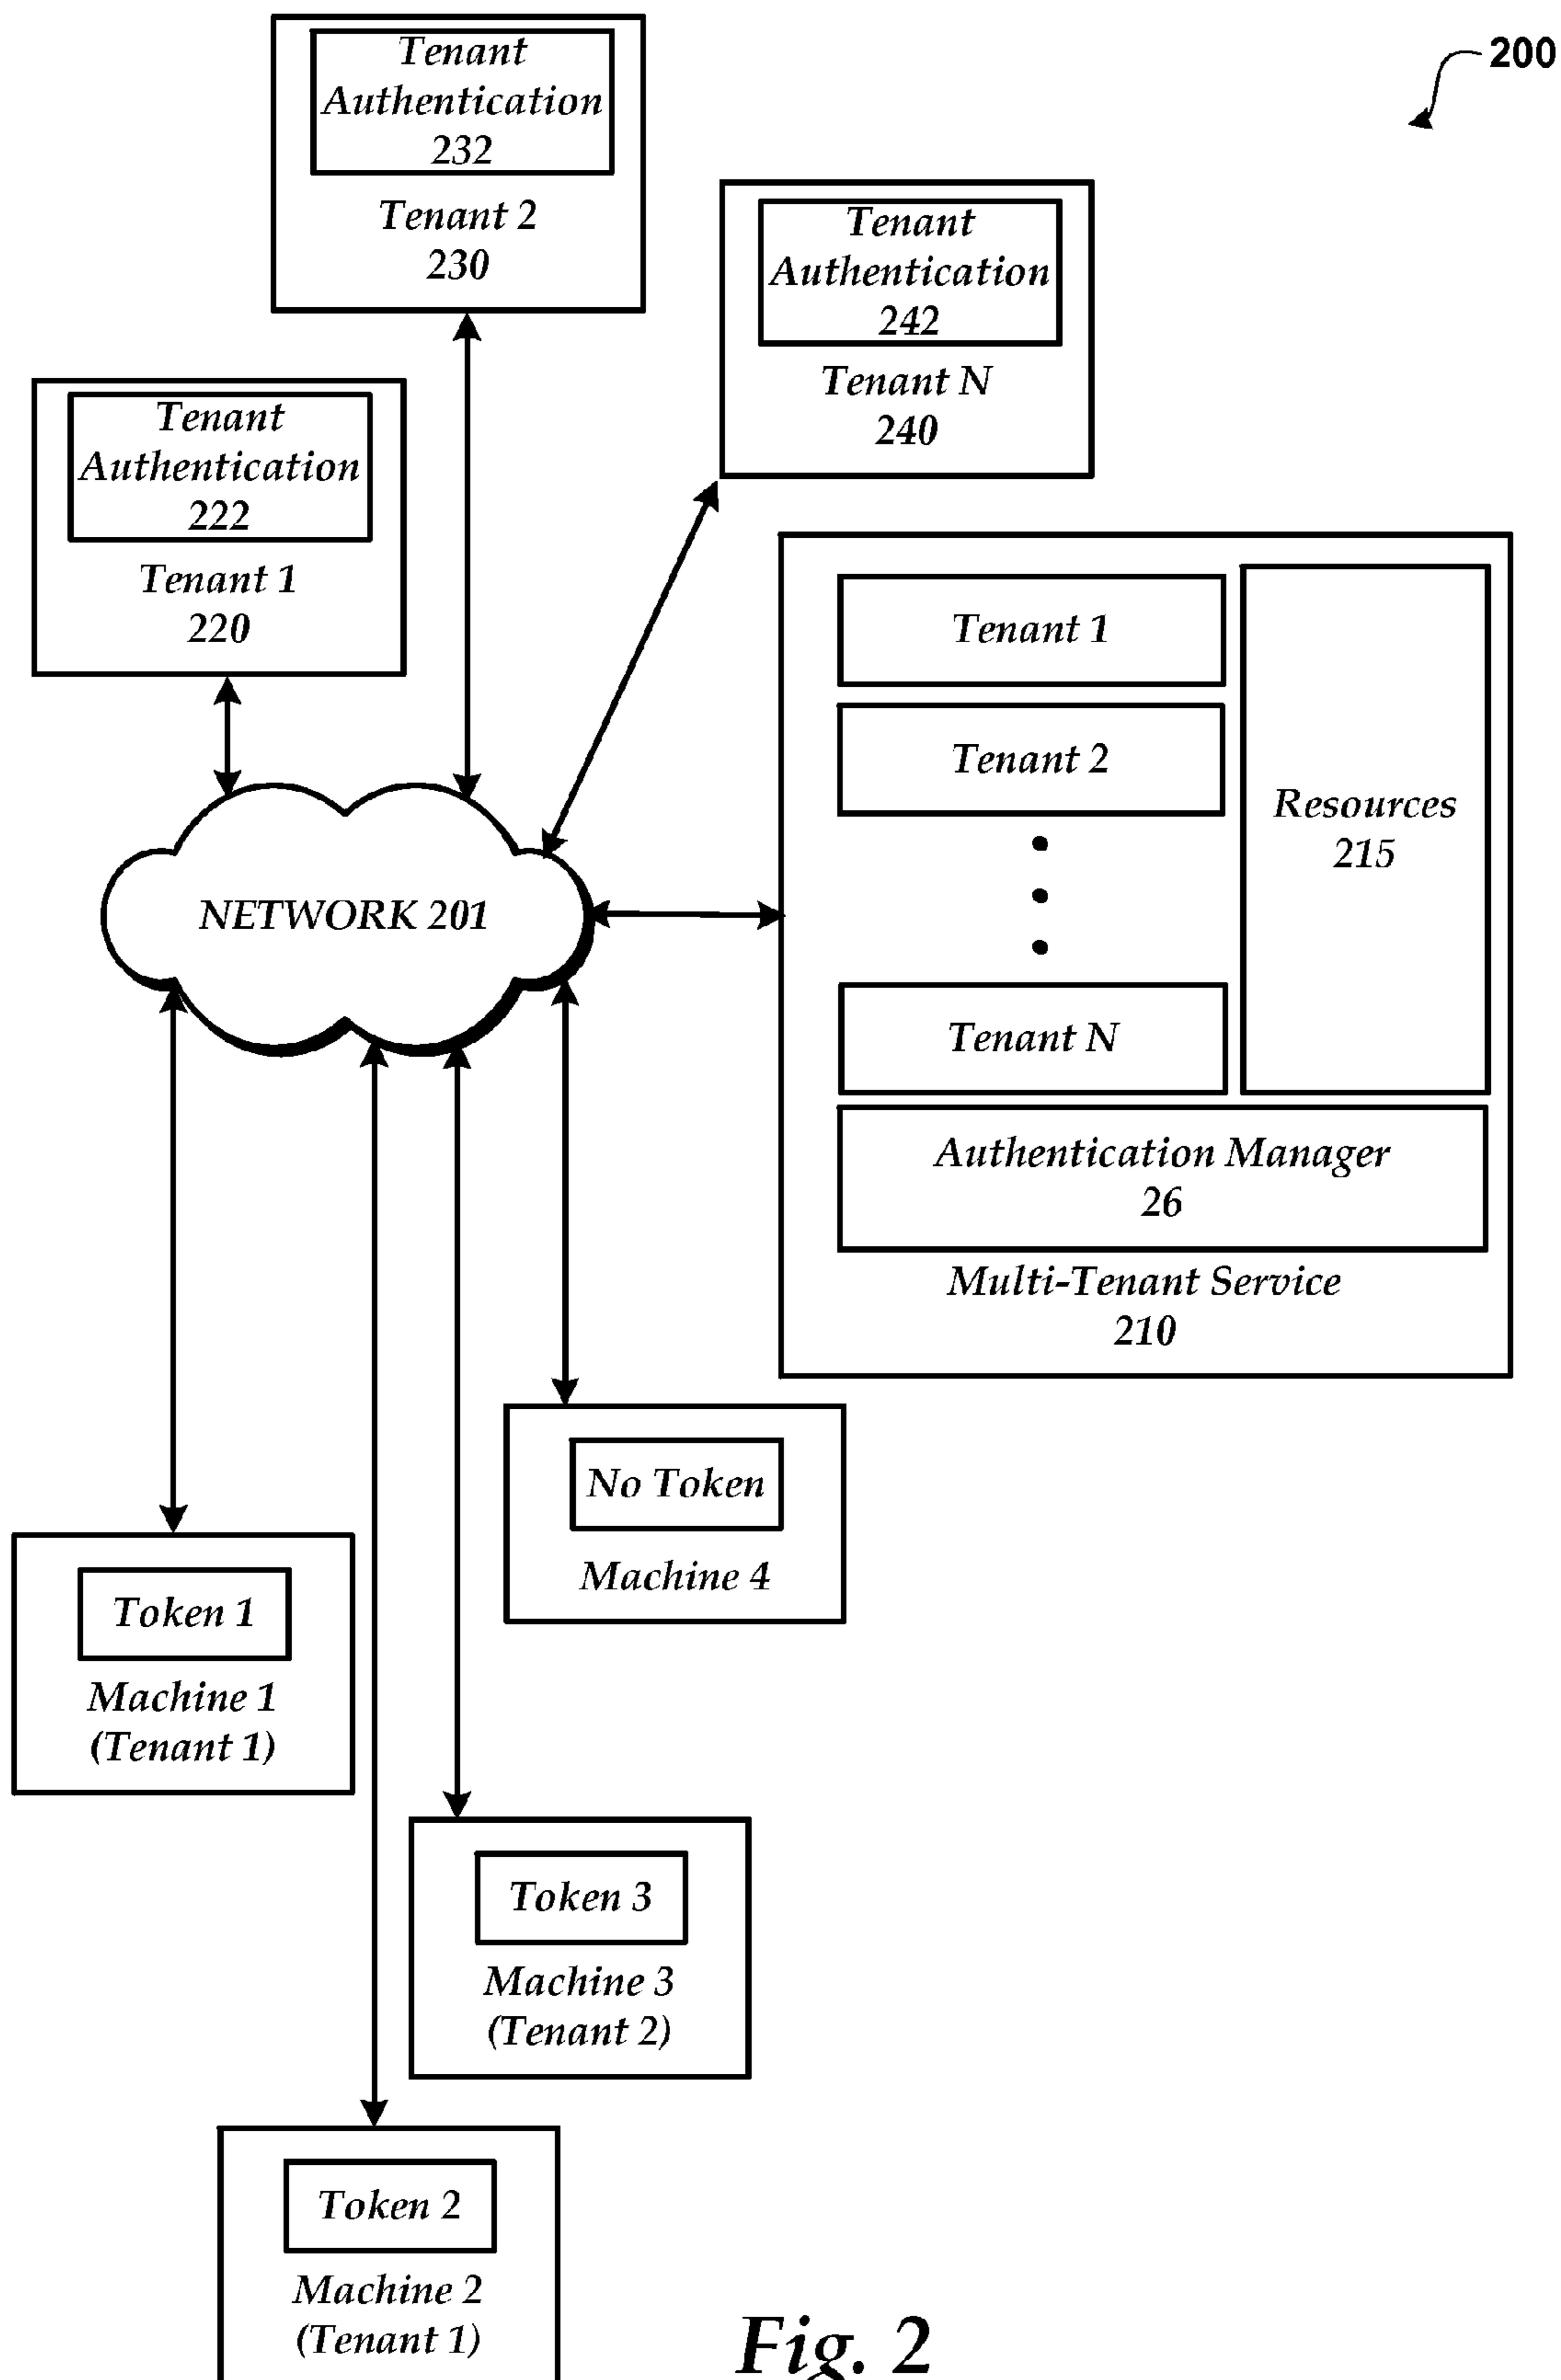 200
Tenant
Authentication
232
Tenant 2
230
Tenant
Authentication
242
Tenant N
240
Tenant
Authentication
222
Tenant 1
220
Tenant 1
Tenant 2
Tenant N
Resources
215
Authentication Manager
26
Multi-Tenant Service
210
NETWORK 201
No Token
Machine 4
Token 1
Machine 1
(Tenant 1)
Token 3
Machine 3
(Tenant 2)
Token 2
Machine 2
(Tenant 1)
Fig. 2